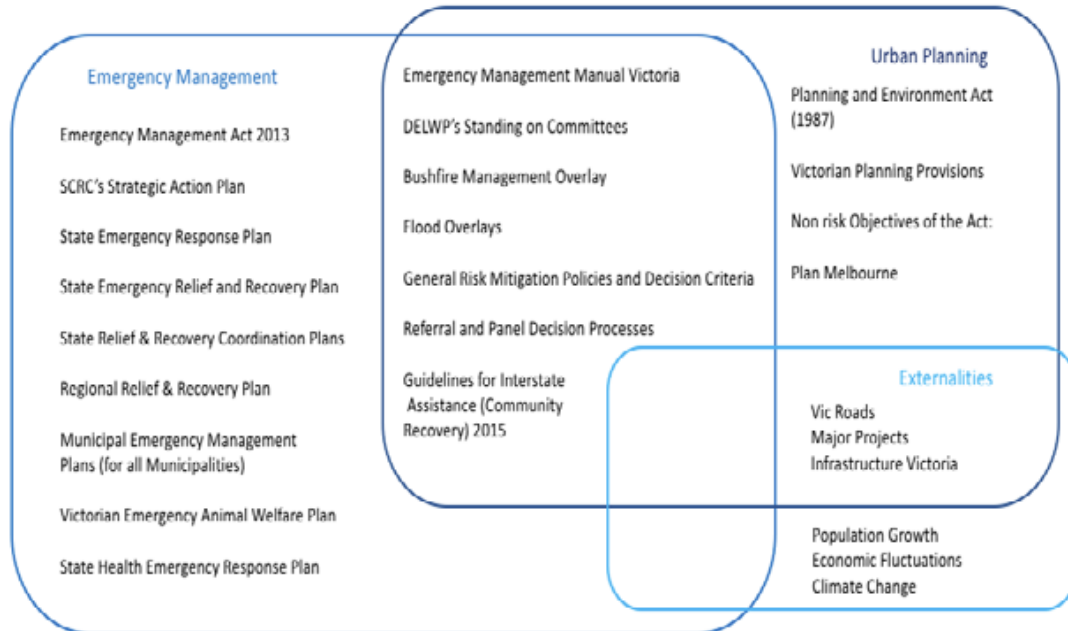 Emergency Management
Emergency Management Act 2013
SCRC's Strategic Action Plan
State Emergency Response Plan
State Emergency Relief and Recovery Plan
State Relief & Recovery Coordination Plans
Regional Relief & Recovery Plan
Municipal Emergency Management
Plans (for all Municipalities)
Victorian Emergency Animal Welfare Plan
State Health Emergency Response Plan
Emergency Management Manual Victoria
DELWP's Standing on Committees
Bushfire Management Overlay
Flood Overlays
General Risk Mitigation Policies and Decision Criteria
Referral and Panel Decision Processes
Guidelines for Interstate
Assistance (Community
Recovery) 2015
Urban Planning
Planning and Environment Act
(1987)
Victorian Planning Provisions
Non risk Objectives of the Act:
Plan Melbourne
Externalities
Vic Roads
Major Projects
Infrastructure Victoria
Population Growth
Economic Fluctuations
Climate Change